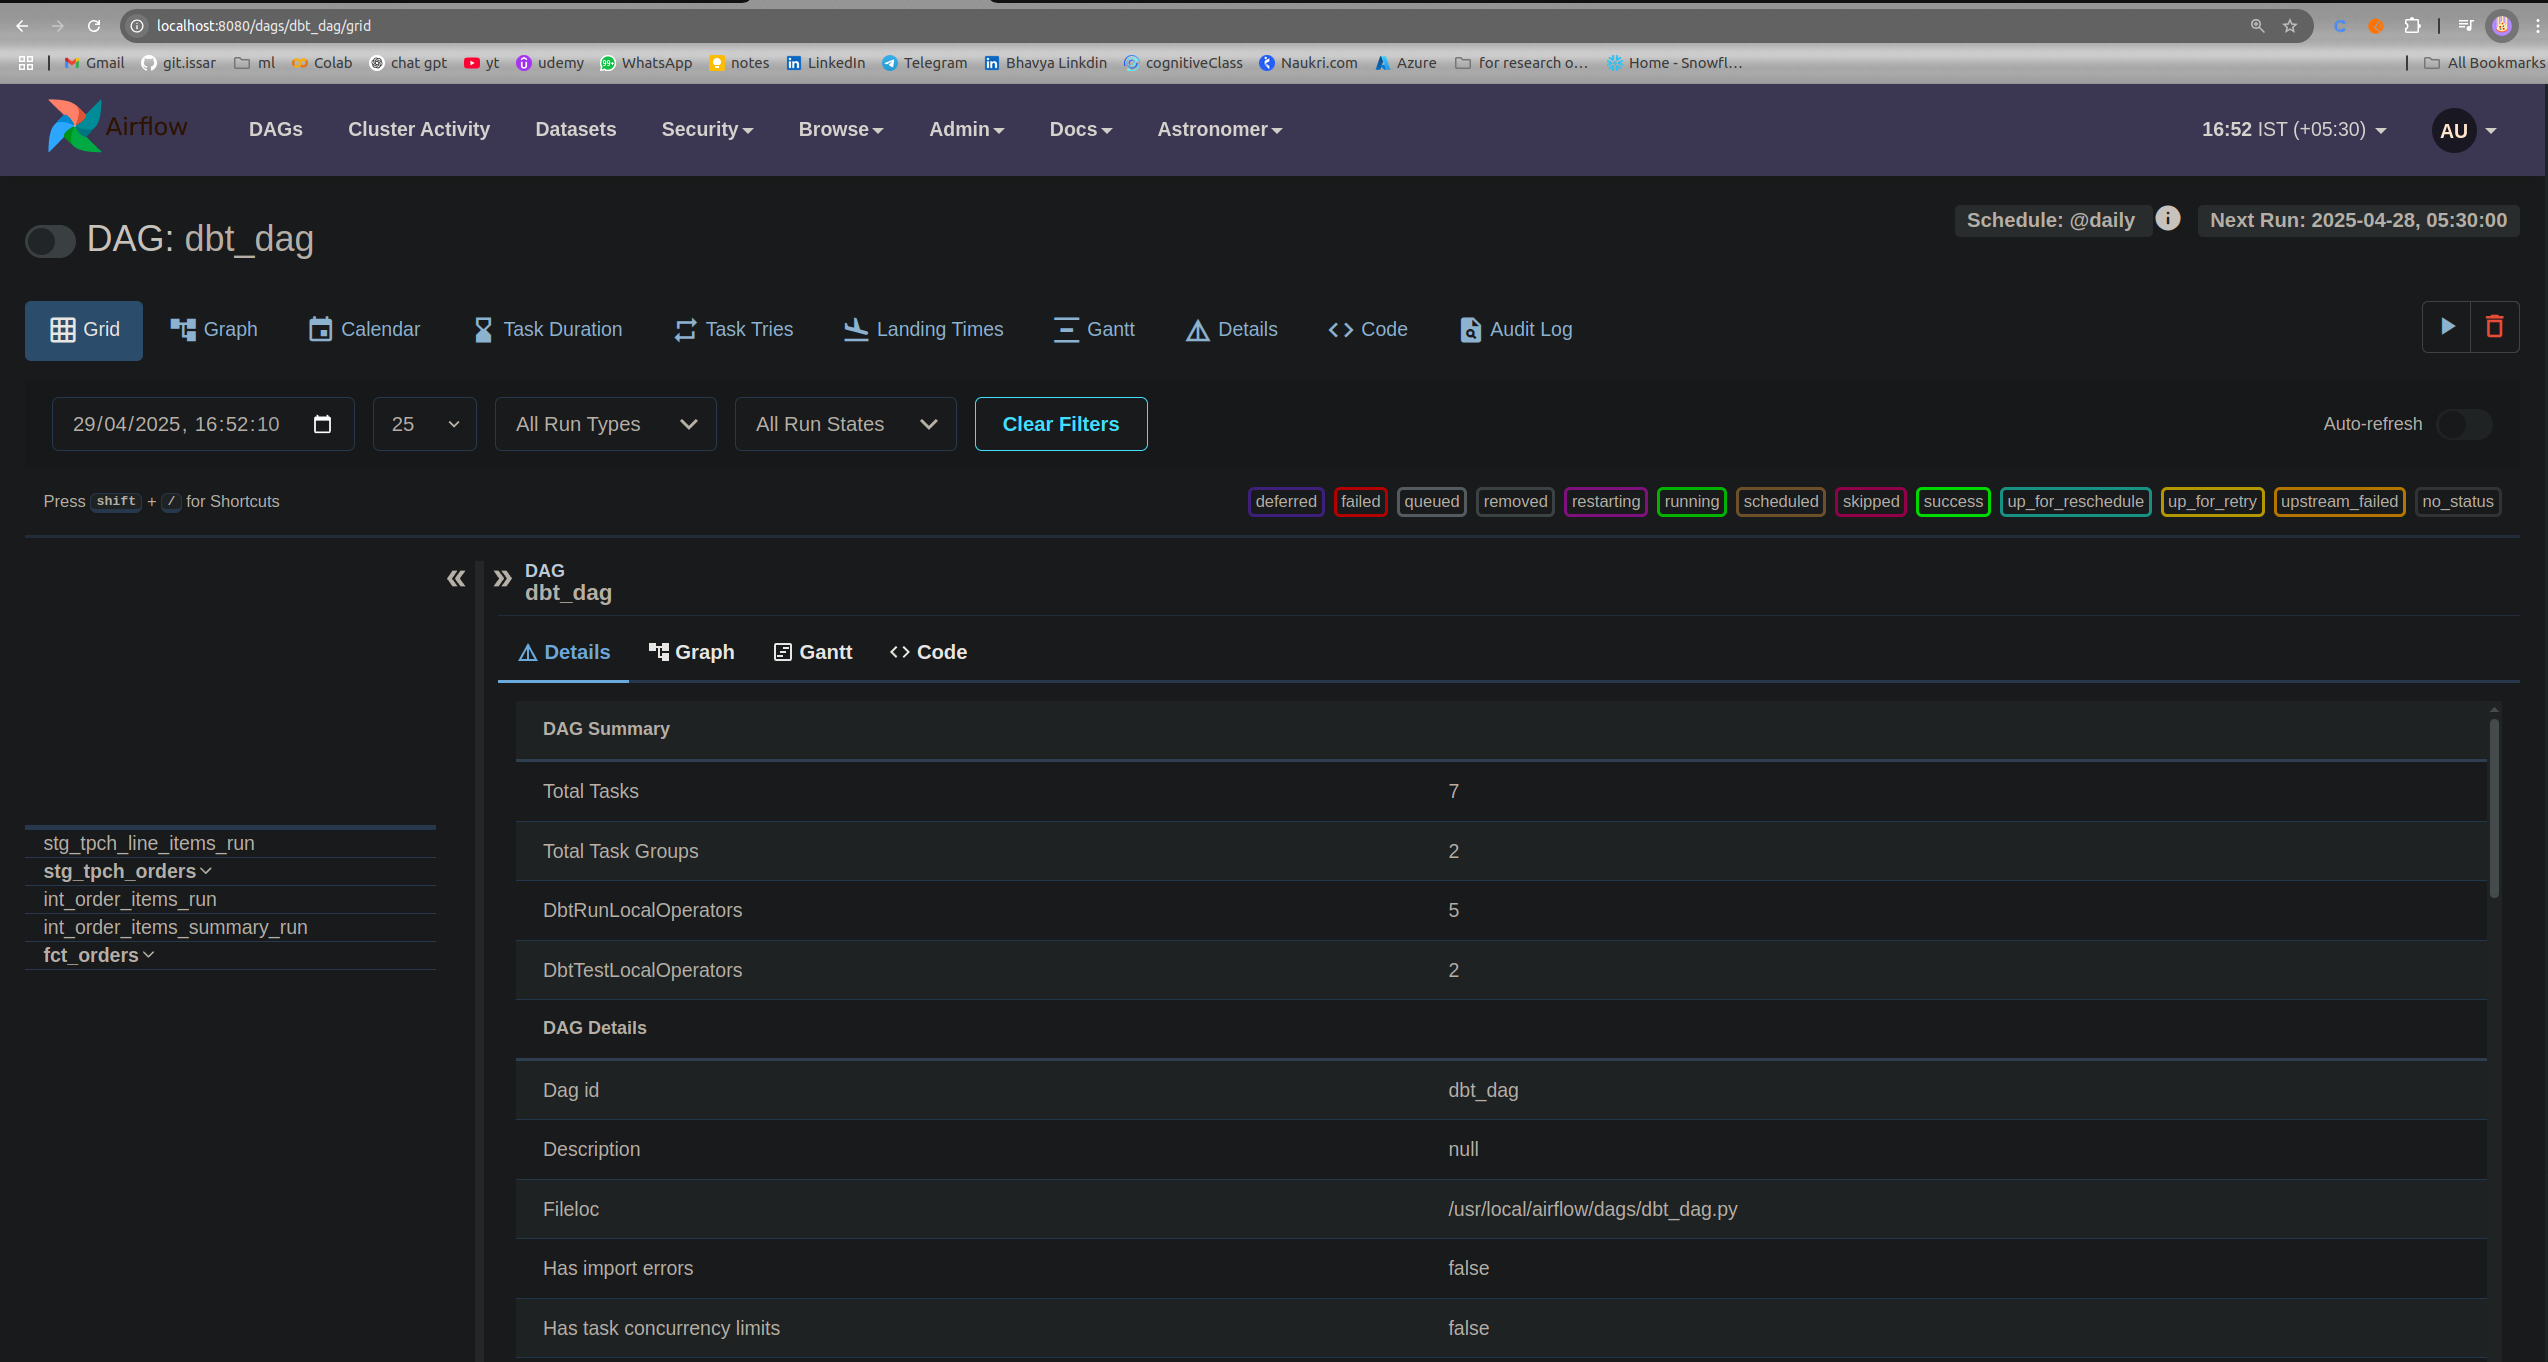 localhost:8080/dags/dbt_dag/grid
Gmail git.issar ml Colab chat gpt yt udemy WhatsApp notes LinkedIn Telegram Bhavya Linkdin cognitiveClass Naukri.com Azure for research o... Home - Snowfl... All Bookmarks
Airflow DAGs Cluster Activity Datasets Security Browse Admin Docs Astronomer 16:52 IST (+05:30) AU
DAG: dbt_dag
Schedule: @daily Next Run: 2025-04-28, 05:30:00
Grid Graph Calendar Task Duration Task Tries Landing Times Gantt Details Code Audit Log
29/04/2025, 16:52:10 25 All Run Types All Run States Clear Filters Auto-refresh
Press shift + / for Shortcuts
deferred failed queued removed restarting running scheduled skipped success up_for_reschedule up_for_retry upstream_failed no_status
stg_tpch_line_items_run
stg_tpch_orders
int_order_items_run
int_order_items_summary_run
fct_orders
DAG
dbt_dag
Details Graph Gantt Code
DAG Summary
Total Tasks 7
Total Task Groups 2
DbtRunLocalOperators 5
DbtTestLocalOperators 2
DAG Details
Dag id dbt_dag
Description null
Fileloc /usr/local/airflow/dags/dbt_dag.py
Has import errors false
Has task concurrency limits false